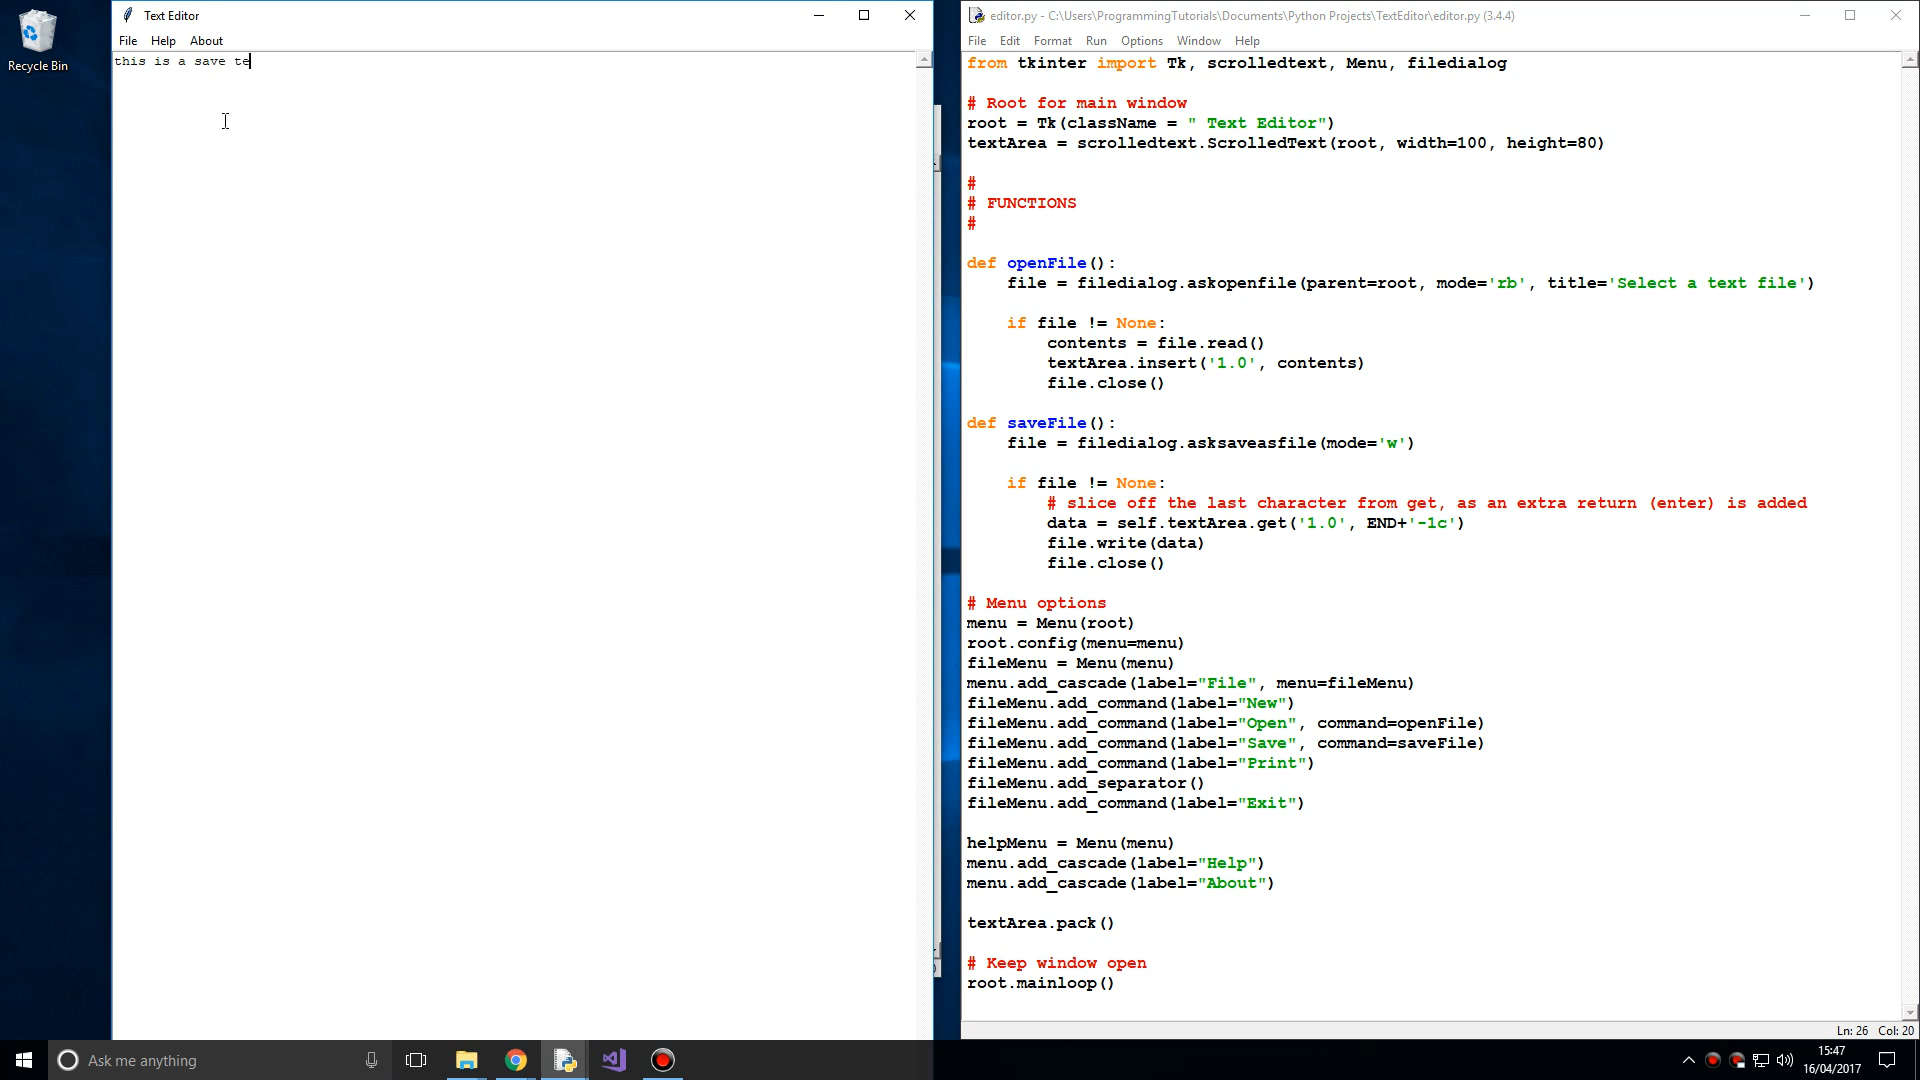 Recycle Bin
Text Editor
File Help About
this is a save te
editor.py - C:\Users\ProgrammingTutorials\Documents\Python Projects\TextEditor\editor.py (3.4.4)
File Edit Format Run Options Window Help
from tkinter import Tk, scrolledtext, Menu, filedialog
# Root for main window
root = Tk(className = " Text Editor")
textArea = scrolledtext.ScrolledText(root, width=100, height=80)
#
# FUNCTIONS
#
def openFile():
    file = filedialog.askopenfile(parent=root, mode='rb', title='Select a text file')
    if file != None:
        contents = file.read()
        textArea.insert('1.0', contents)
        file.close()
def saveFile():
    file = filedialog.asksaveasfile(mode='w')
    if file != None:
        # slice off the last character from get, as an extra return (enter) is added
        data = self.textArea.get('1.0', END+'-1c')
        file.write(data)
        file.close()
# Menu options
menu = Menu(root)
root.config(menu=menu)
fileMenu = Menu(menu)
menu.add_cascade(label="File", menu=fileMenu)
fileMenu.add_command(label="New")
fileMenu.add_command(label="Open", command=openFile)
fileMenu.add_command(label="Save", command=saveFile)
fileMenu.add_command(label="Print")
fileMenu.add_separator()
fileMenu.add_command(label="Exit")
helpMenu = Menu(menu)
menu.add_cascade(label="Help")
menu.add_cascade(label="About")
textArea.pack()
# Keep window open
root.mainloop()
Ln: 26 Col: 20
Ask me anything
15:47
16/04/2017